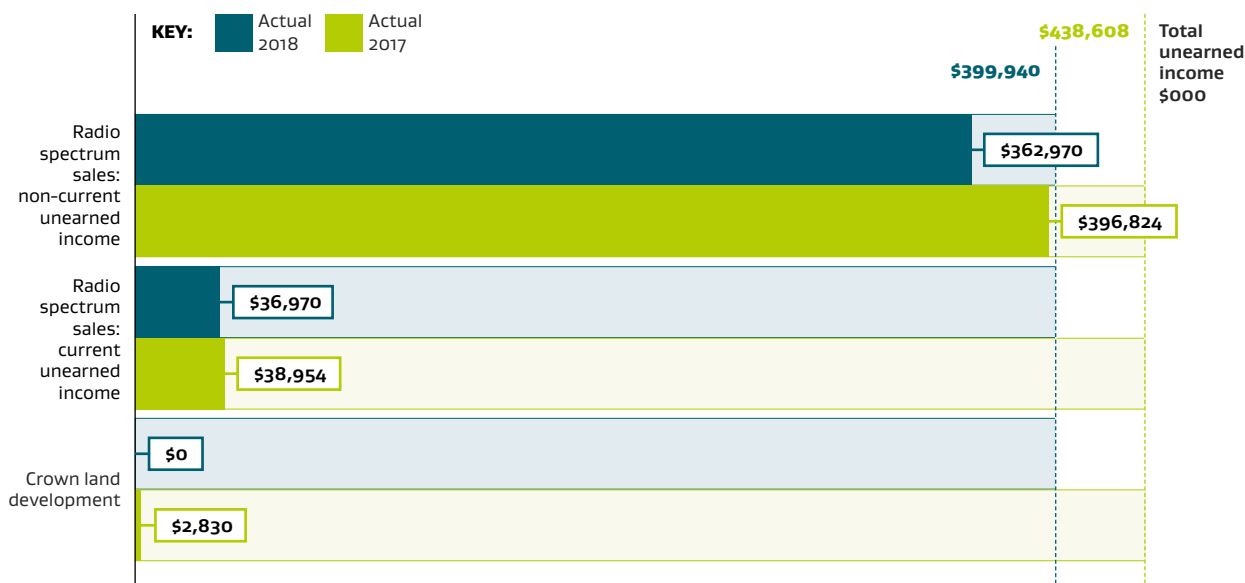 KEY:
Actual
2018
Actual
2017
$438,608
$399,940
Total
unearned
income
$000
Radio
spectrum
sales:
non-current
unearned
income
$362,970
$396,824
Radio
spectrum
sales:
current
unearned
income
$36,970
$38,954
Crown land
development
$0
$2,830